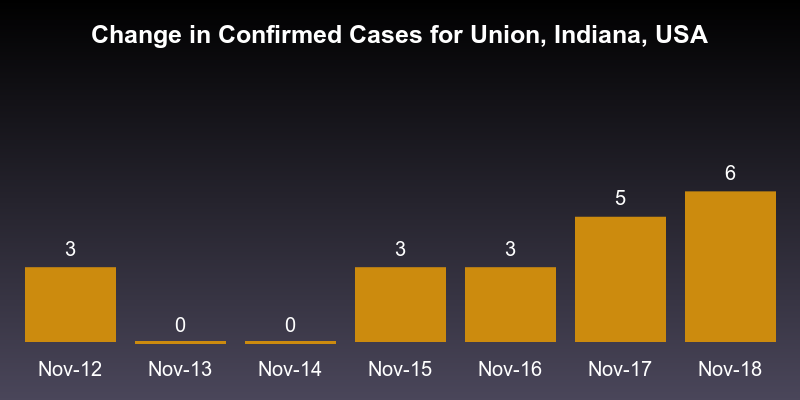 Change in Confirmed Cases for Union, Indiana, USA
3 0 0 3 3 5 6
Nov-12 Nov-13 Nov-14 Nov-15 Nov-16 Nov-17 Nov-18